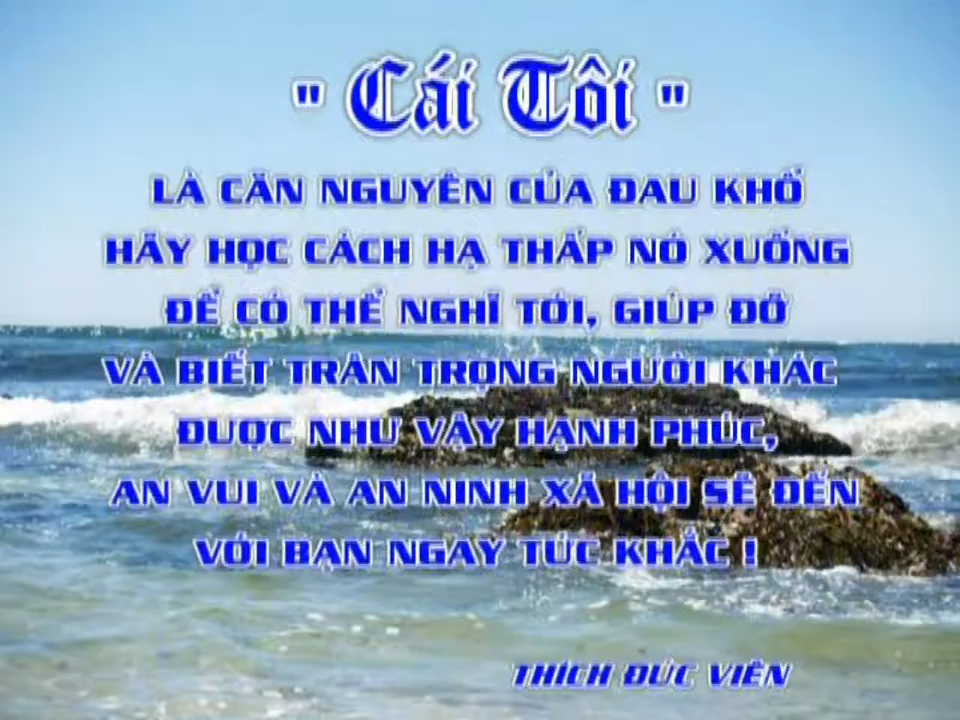 " Cái Tôi "
LÀ CĂN NGUYÊN CỦA ĐAU KHỔ
HÃY HỌC CÁCH HẠ THẤP NÓ XUỐNG
ĐỂ CÓ THỂ NGHĨ TỚI, GIÚP ĐỠ
VÀ BIẾT TRÂN TRỌNG NGƯỜI KHÁC
ĐƯỢC NHƯ VẬY HẠNH PHÚC,
AN VUI VÀ AN NINH XÃ HỘI SẼ ĐẾN
VỚI BẠN NGAY TỨC KHẮC !
THÍCH ĐỨC VIÊN